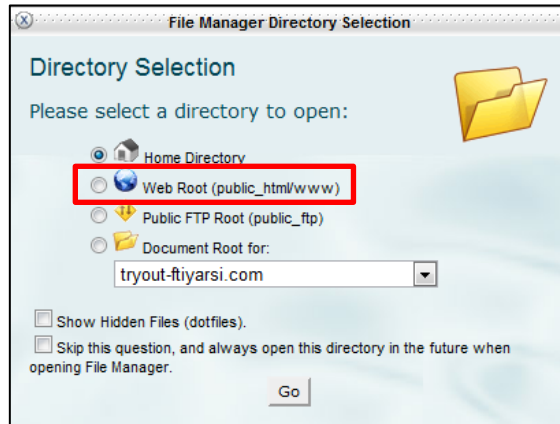 File Manager Directory Selection
Directory Selection
Please select a directory to open:
Home Directory
Web Root (public_html/www)
Public FTP Root (public_ftp)
Document Root for:
tryout-ftiyarsi.com
Show Hidden Files (dotfiles).
Skip this question, and always open this directory in the future when
opening File Manager.
Go